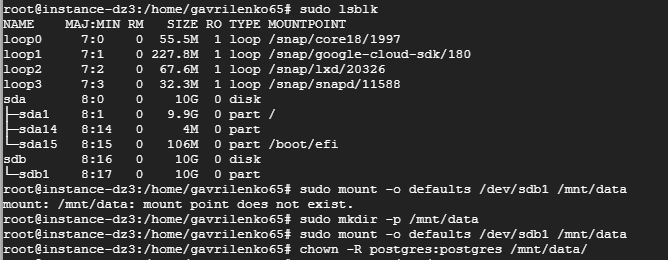 root@instance-dz3:/home/gavrilenko65# sudo lsblk
NAME    MAJ:MIN RM   SIZE RO TYPE MOUNTPOINT
loop0     7:0    0  55.5M  1 loop /snap/core18/1997
loop1     7:1    0 227.8M  1 loop /snap/google-cloud-sdk/180
loop2     7:2    0  67.6M  1 loop /snap/lxd/20326
loop3     7:3    0  32.3M  1 loop /snap/snapd/11588
sda       8:0    0    10G  0 disk
├─sda1    8:1    0   9.9G  0 part /
├─sda14   8:14   0     4M  0 part
└─sda15   8:15   0   106M  0 part /boot/efi
sdb       8:16   0    10G  0 disk
└─sdb1    8:17   0    10G  0 part
root@instance-dz3:/home/gavrilenko65# sudo mount -o defaults /dev/sdb1 /mnt/data
mount: /mnt/data: mount point does not exist.
root@instance-dz3:/home/gavrilenko65# sudo mkdir -p /mnt/data
root@instance-dz3:/home/gavrilenko65# sudo mount -o defaults /dev/sdb1 /mnt/data
root@instance-dz3:/home/gavrilenko65# chown -R postgres:postgres /mnt/data/